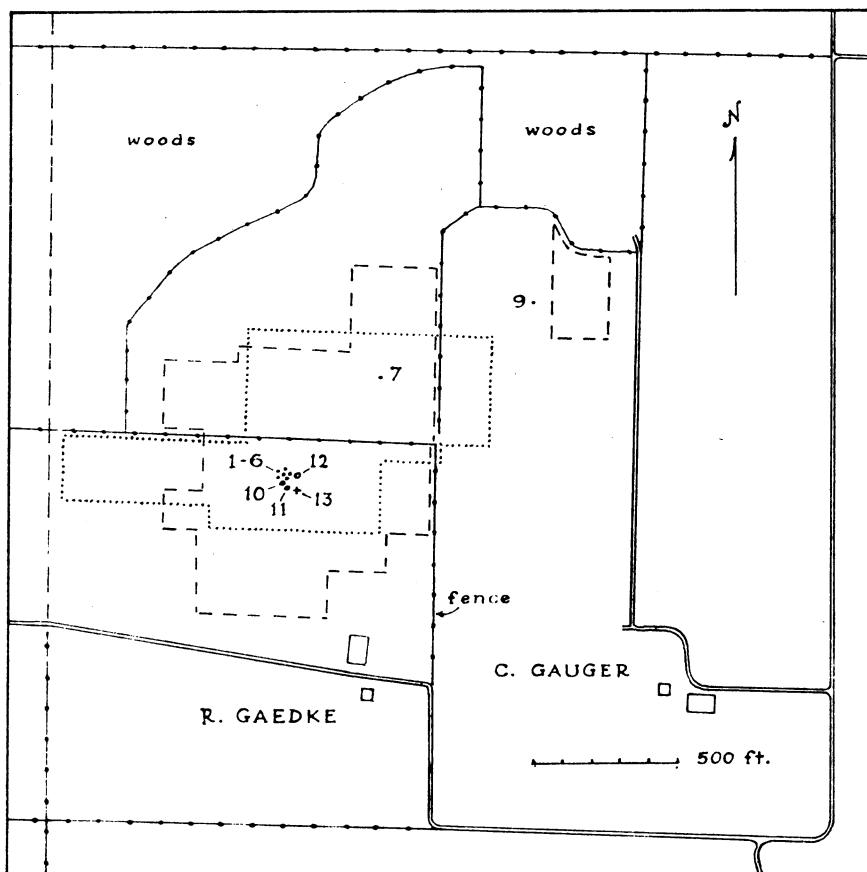 woods
woods
N
9
7
1-6
12
10
13
11
fence
C. GAUGER
R. GAEDKE
500 ft.